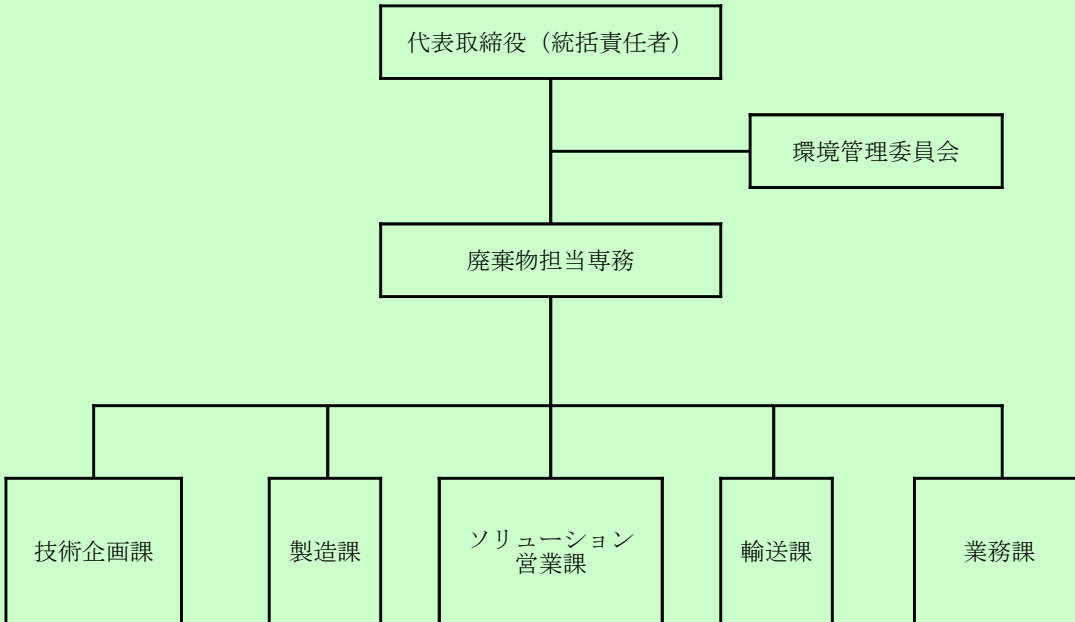 代表取締役（統括責任者）
環境管理委員会
廃棄物担当専務
技術企画課
製造課
ソリューション
営業課
輸送課
業務課